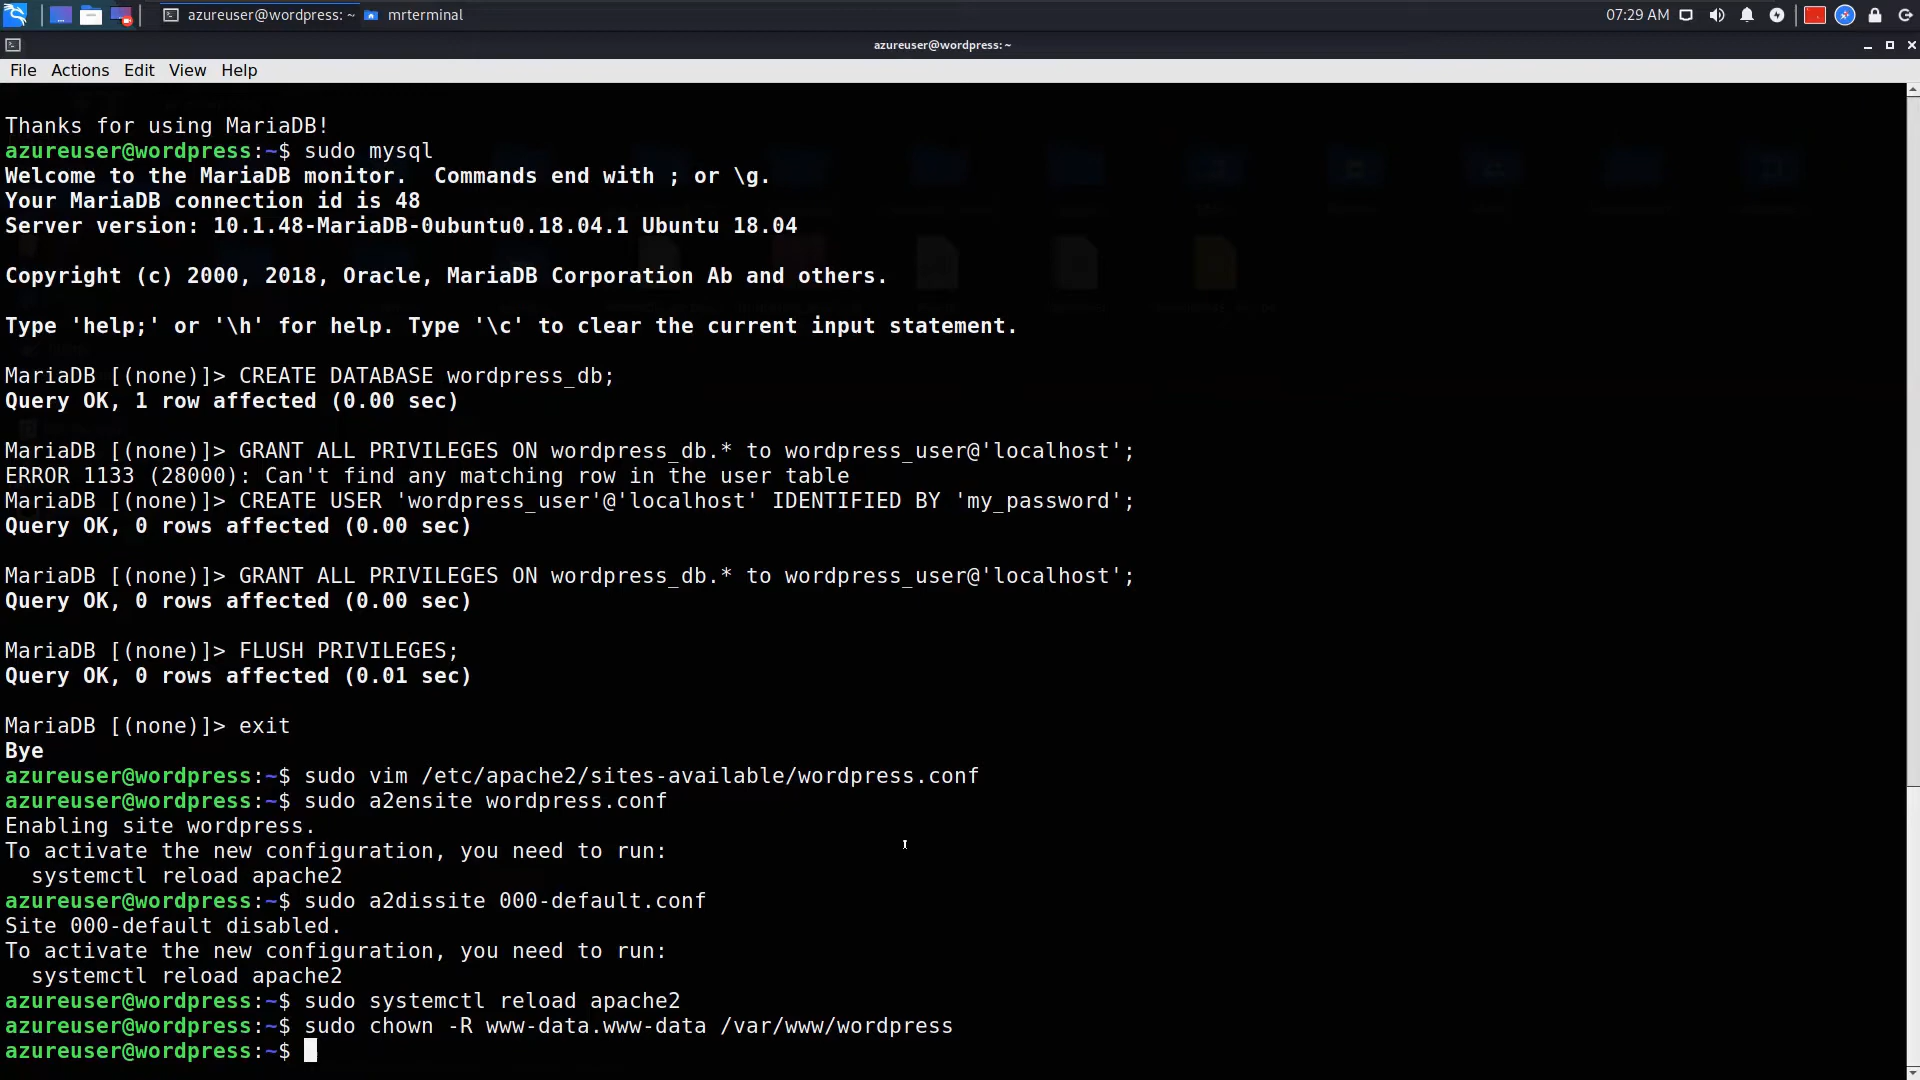 azureuser@wordpress: ~
mrterminal
07:29 AM
azureuser@wordpress: ~
File Actions Edit View Help
Thanks for using MariaDB!
azureuser@wordpress:~$ sudo mysql
Welcome to the MariaDB monitor.  Commands end with ; or \g.
Your MariaDB connection id is 48
Server version: 10.1.48-MariaDB-0ubuntu0.18.04.1 Ubuntu 18.04
Copyright (c) 2000, 2018, Oracle, MariaDB Corporation Ab and others.
Type 'help;' or '\h' for help. Type '\c' to clear the current input statement.
MariaDB [(none)]> CREATE DATABASE wordpress_db;
Query OK, 1 row affected (0.00 sec)
MariaDB [(none)]> GRANT ALL PRIVILEGES ON wordpress_db.* to wordpress_user@'localhost';
ERROR 1133 (28000): Can't find any matching row in the user table
MariaDB [(none)]> CREATE USER 'wordpress_user'@'localhost' IDENTIFIED BY 'my_password';
Query OK, 0 rows affected (0.00 sec)
MariaDB [(none)]> GRANT ALL PRIVILEGES ON wordpress_db.* to wordpress_user@'localhost';
Query OK, 0 rows affected (0.00 sec)
MariaDB [(none)]> FLUSH PRIVILEGES;
Query OK, 0 rows affected (0.01 sec)
MariaDB [(none)]> exit
Bye
azureuser@wordpress:~$ sudo vim /etc/apache2/sites-available/wordpress.conf
azureuser@wordpress:~$ sudo a2ensite wordpress.conf
Enabling site wordpress.
To activate the new configuration, you need to run:
  systemctl reload apache2
azureuser@wordpress:~$ sudo a2dissite 000-default.conf
Site 000-default disabled.
To activate the new configuration, you need to run:
  systemctl reload apache2
azureuser@wordpress:~$ sudo systemctl reload apache2
azureuser@wordpress:~$ sudo chown -R www-data.www-data /var/www/wordpress
azureuser@wordpress:~$